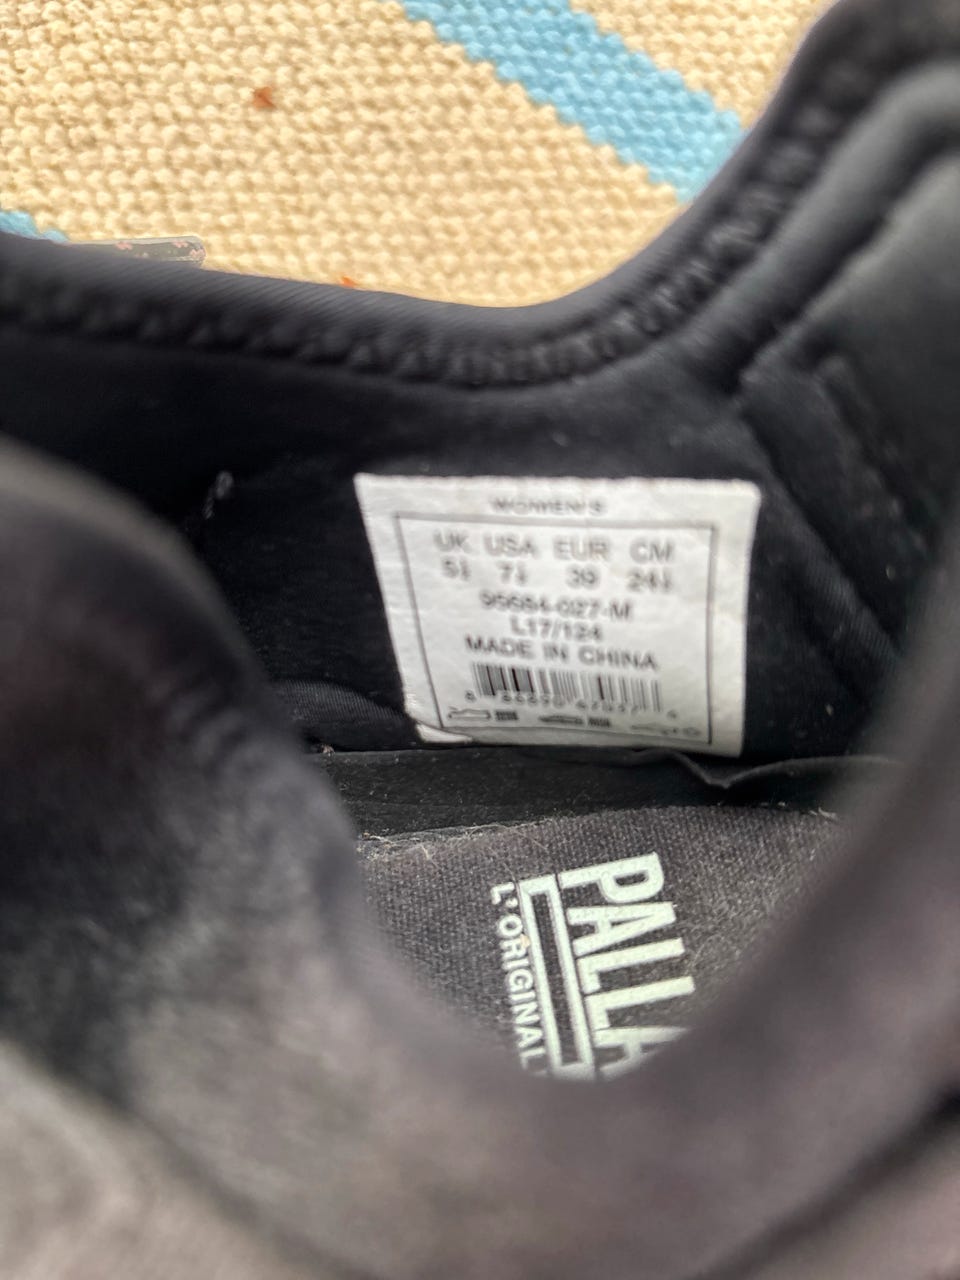 WOMEN'S
UK USA EUR CM
5½ 7½ 39 24½
95684-027-M
L17/124
MADE IN CHINA
PALLA
L'ORIGINAL